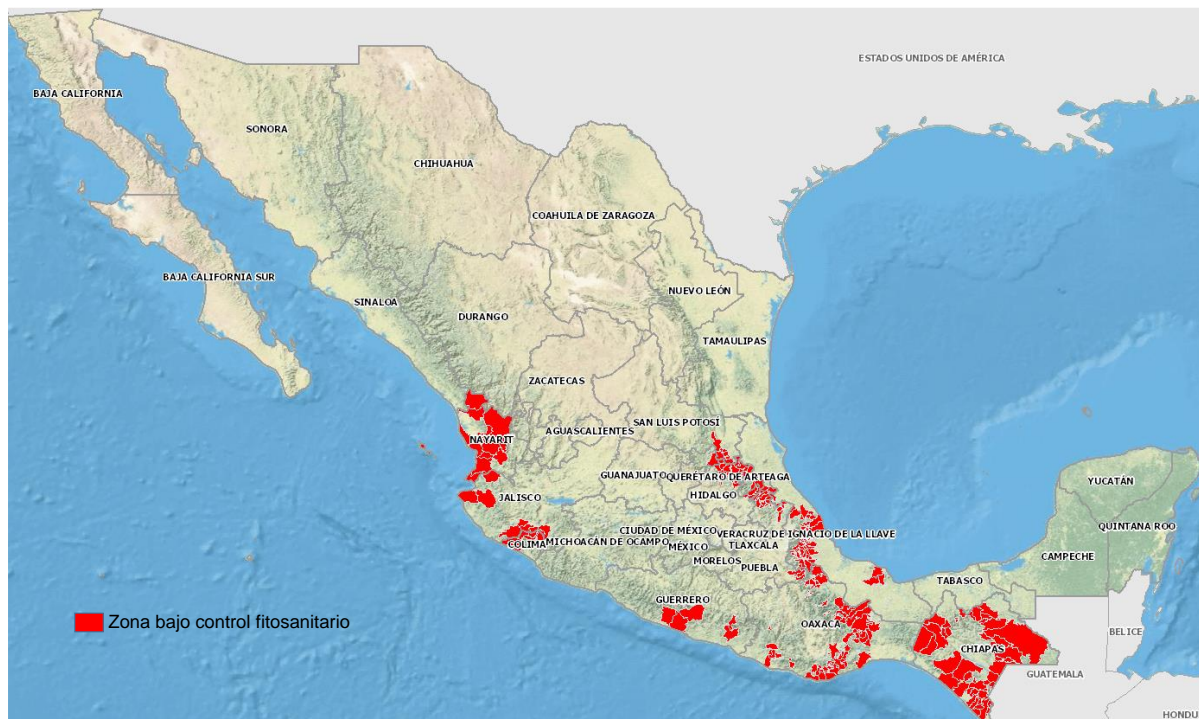 ESTADOS UNIDOS DE AMÉRICA
BAJA CALIFORNIA
SONORA
CHIHUAHUA
COAHUILA DE ZARAGOZA
BAJA CALIFORNIA SUR
NUEVO LEÓN
SINALOA
DURANGO
TAMAULIPAS
ZACATECAS
SAN LUIS POTOSÍ
AGUASCALIENTES
NAYARIT
GUANAJUATO
QUERÉTARO DE ARTEAGA
YUCATÁN
HIDALGO
JALISCO
QUINTANA ROO
CIUDAD DE MÉXICO
VERACRUZ DE IGNACIO DE LA LLAVE
COLIMA
MICHOACÁN DE OCAMPO
MÉXICO
TLAXCALA
CAMPECHE
MORELOS
PUEBLA
TABASCO
GUERRERO
Zona bajo control fitosanitario
OAXACA
BELICE
CHIAPAS
GUATEMALA
HONDU